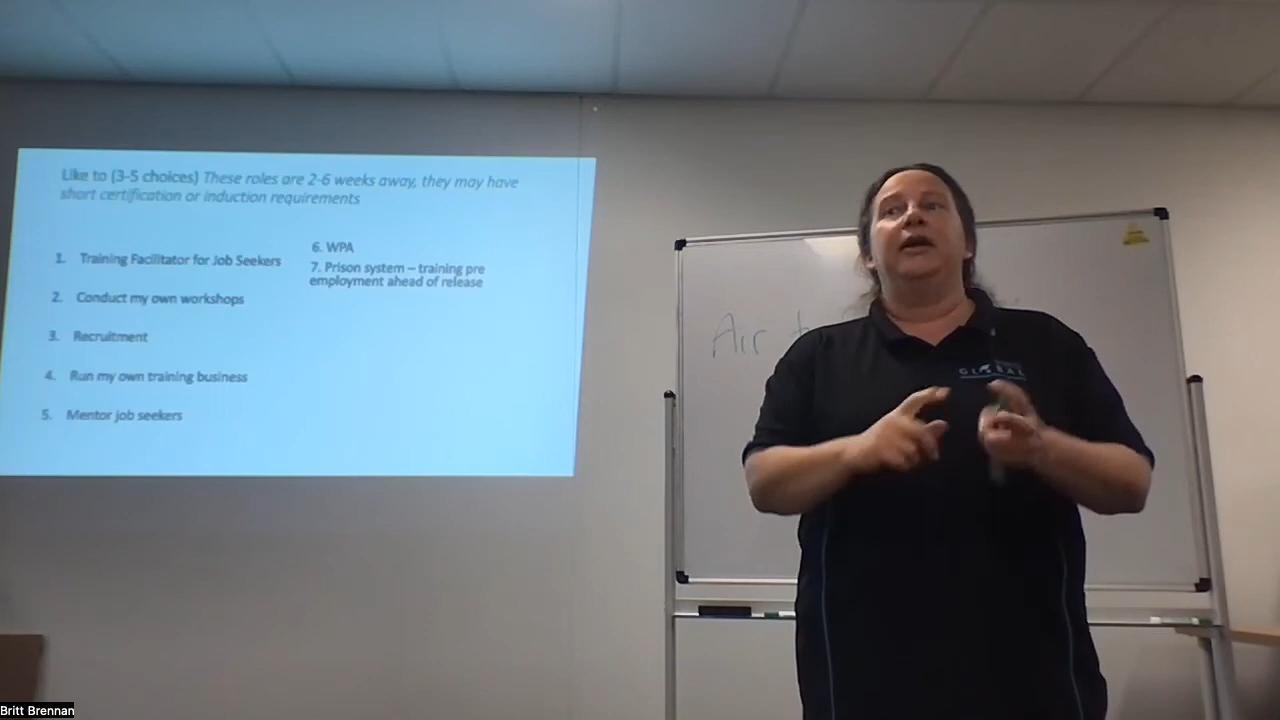 Like to (3-5 choices) These roles are 2-6 weeks away, they may have
short certification or induction requirements
1. Training Facilitator for Job Seekers
2. Conduct my own workshops
3. Recruitment
4. Run my own training business
5. Mentor job seekers
6. WPA
7. Prison system – training pre
employment ahead of release
Air
GLOBAL
Britt Brennan